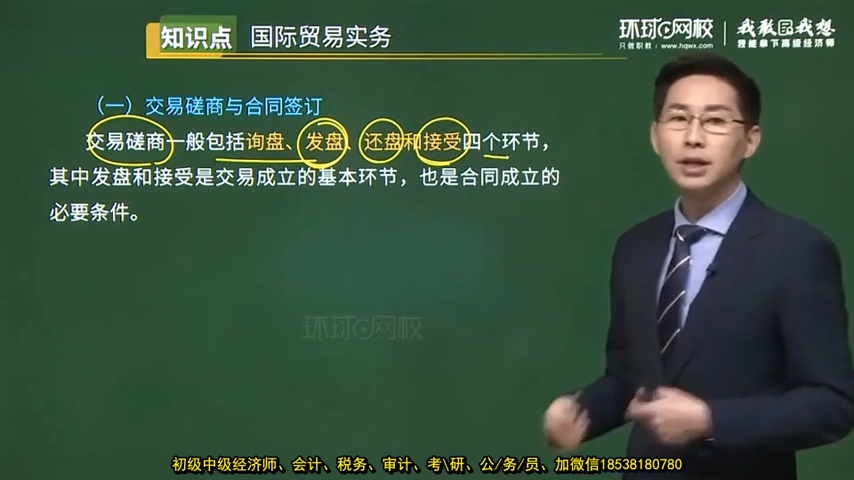 知识点 国际贸易实务
环球网校
只做职教:www.hqwx.com
我敢我想
我能拿下高级经济师
（一）交易磋商与合同签订
交易磋商一般包括询盘、发盘、还盘和接受四个环节，
其中发盘和接受是交易成立的基本环节，也是合同成立的
必要条件。
环球网校
初级中级经济师、会计、税务、审计、考\研、公/务/员、加微信18538180780